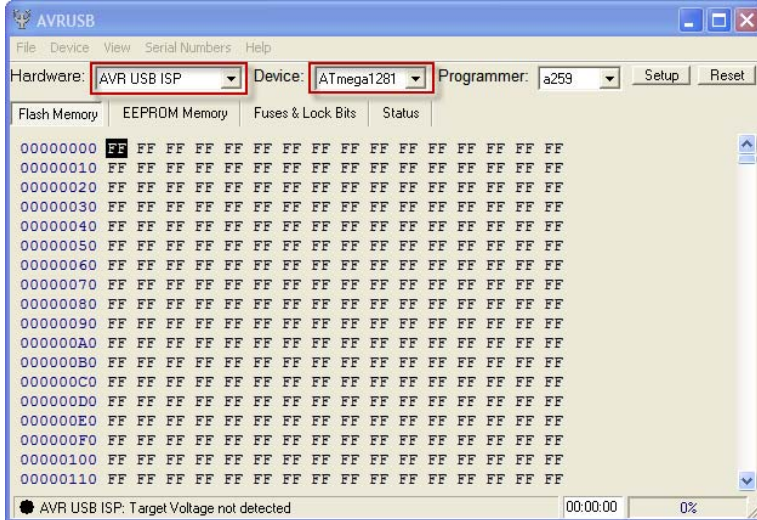 AVRUSB
File Device View Serial Numbers Help
Hardware: AVR USB ISP Device: ATmega1281 Programmer: a259 Setup Reset
Flash Memory EEPROM Memory Fuses & Lock Bits Status
00000000 FF FF FF FF FF FF FF FF FF FF FF FF FF FF FF FF
00000010 FF FF FF FF FF FF FF FF FF FF FF FF FF FF FF FF
00000020 FF FF FF FF FF FF FF FF FF FF FF FF FF FF FF FF
00000030 FF FF FF FF FF FF FF FF FF FF FF FF FF FF FF FF
00000040 FF FF FF FF FF FF FF FF FF FF FF FF FF FF FF FF
00000050 FF FF FF FF FF FF FF FF FF FF FF FF FF FF FF FF
00000060 FF FF FF FF FF FF FF FF FF FF FF FF FF FF FF FF
00000070 FF FF FF FF FF FF FF FF FF FF FF FF FF FF FF FF
00000080 FF FF FF FF FF FF FF FF FF FF FF FF FF FF FF FF
00000090 FF FF FF FF FF FF FF FF FF FF FF FF FF FF FF FF
000000A0 FF FF FF FF FF FF FF FF FF FF FF FF FF FF FF FF
000000B0 FF FF FF FF FF FF FF FF FF FF FF FF FF FF FF FF
000000C0 FF FF FF FF FF FF FF FF FF FF FF FF FF FF FF FF
000000D0 FF FF FF FF FF FF FF FF FF FF FF FF FF FF FF FF
000000E0 FF FF FF FF FF FF FF FF FF FF FF FF FF FF FF FF
000000F0 FF FF FF FF FF FF FF FF FF FF FF FF FF FF FF FF
00000100 FF FF FF FF FF FF FF FF FF FF FF FF FF FF FF FF
00000110 FF FF FF FF FF FF FF FF FF FF FF FF FF FF FF FF
AVR USB ISP: Target Voltage not detected 00:00:00 0%